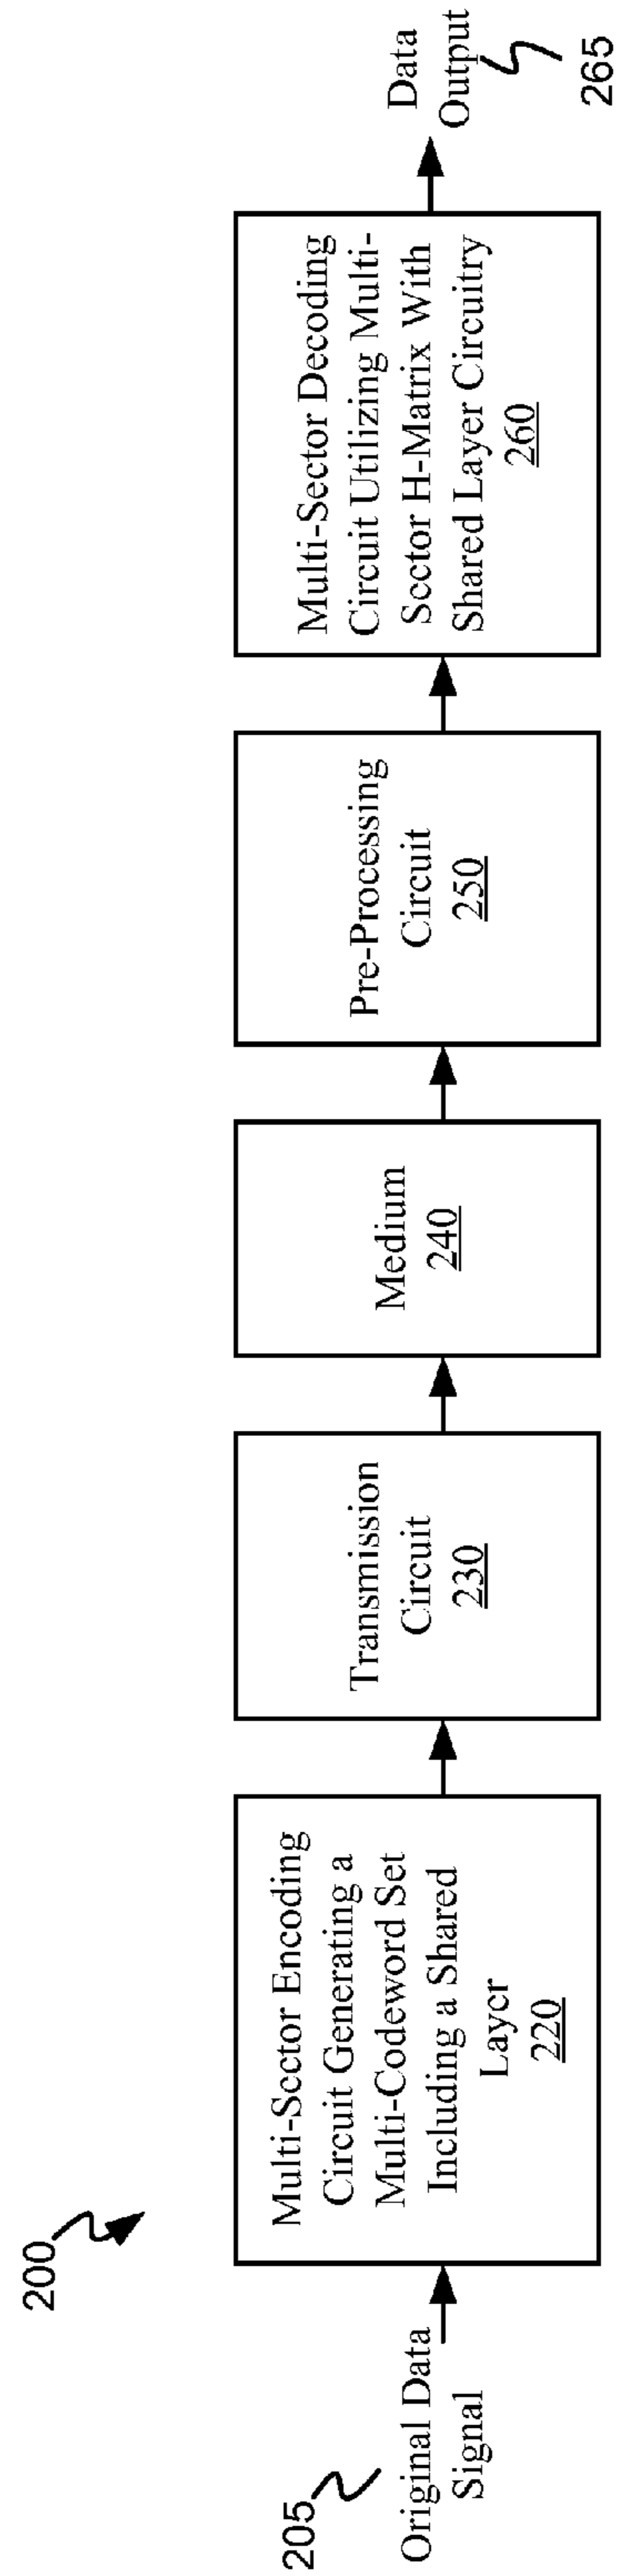 200
205
Original Data
Signal
Multi-Sector Encoding
Circuit Generating a
Multi-Codeword Set
Including a Shared
Layer
220
Transmission
Circuit
230
Medium
240
Pre-Processing
Circuit
250
Multi-Sector Decoding
Circuit Utilizing Multi-
Sector H-Matrix With
Shared Layer Circuitry
260
Data
Output
265